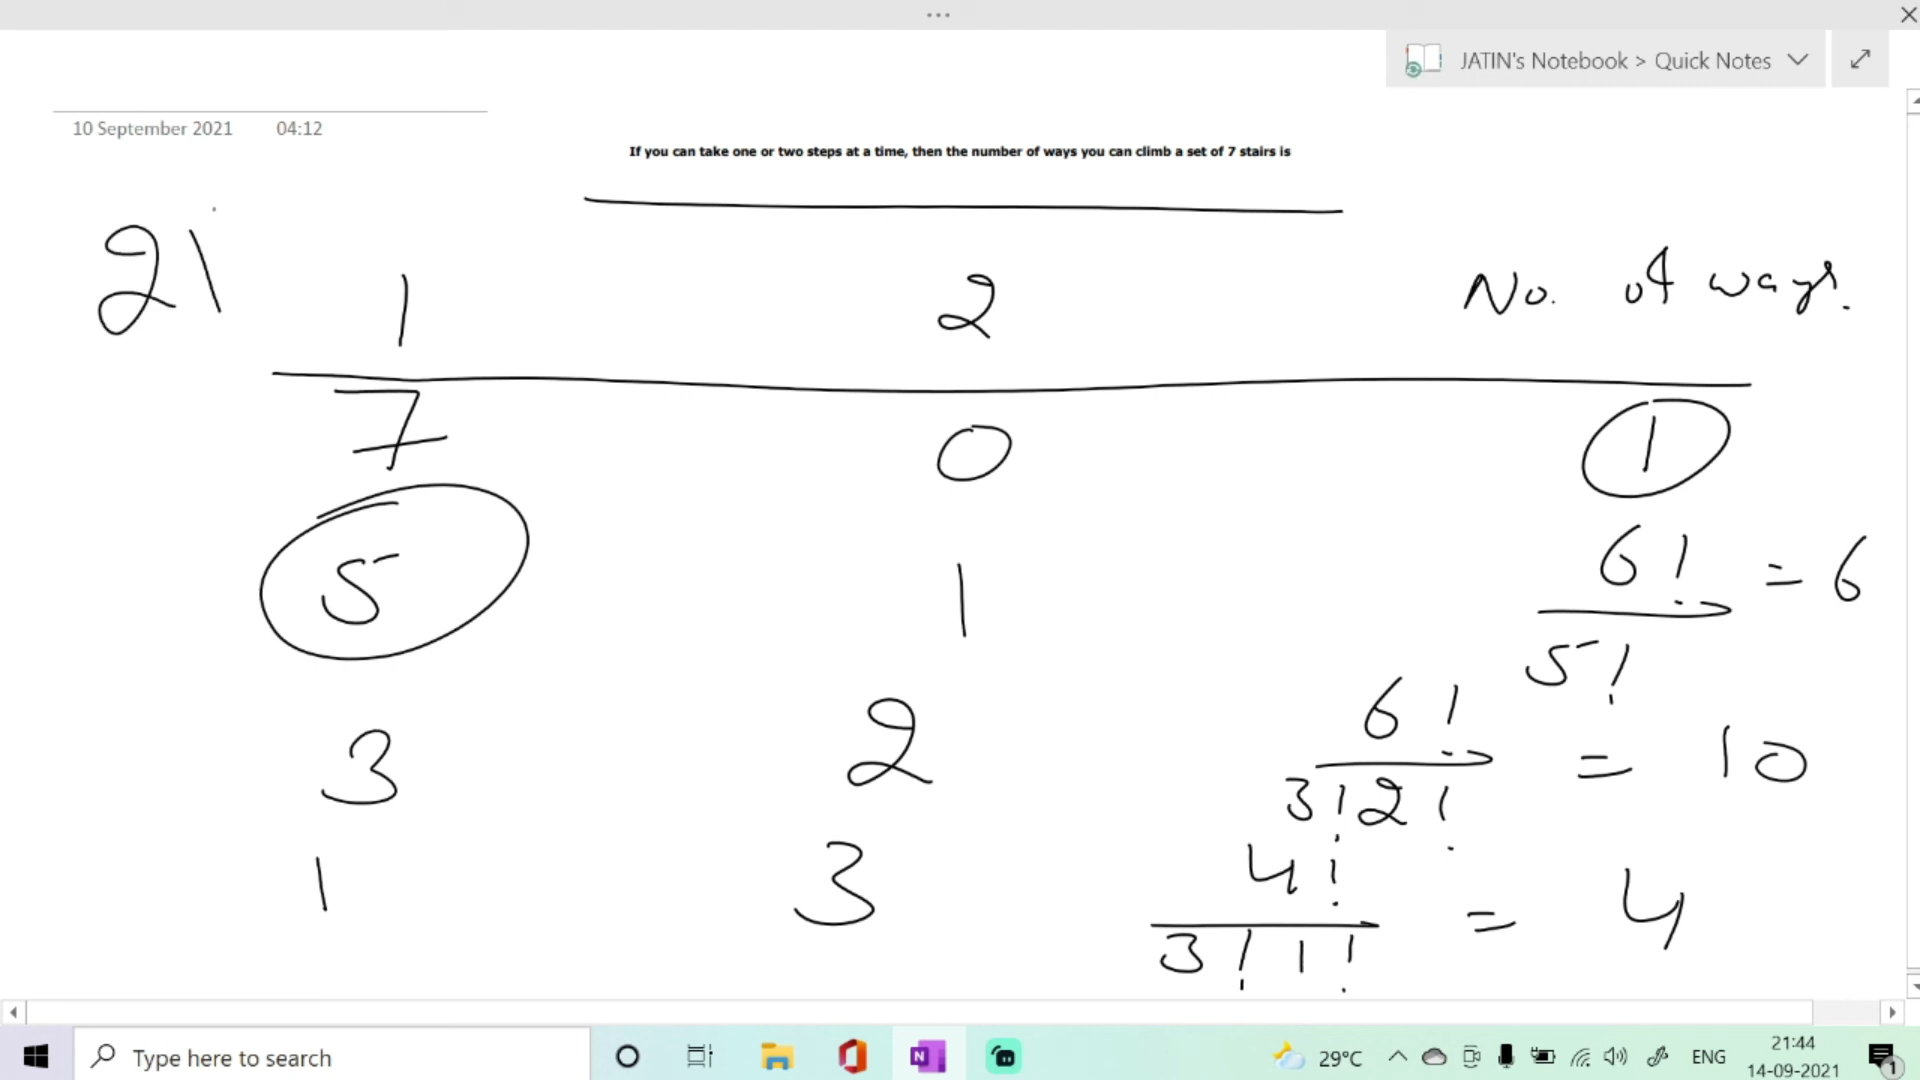 JATIN's Notebook > Quick Notes
10 September 2021 04:12
If you can take one or two steps at a time, then the number of ways you can climb a set of 7 stairs is
21
1 2 No. of ways.
7 0 1
5 1 6! / 5! = 6
3 2 6! / 3! 2! = 10
1 3 4! / 3! 1! = 4
Type here to search
29°C
ENG
21:44
14-09-2021
1